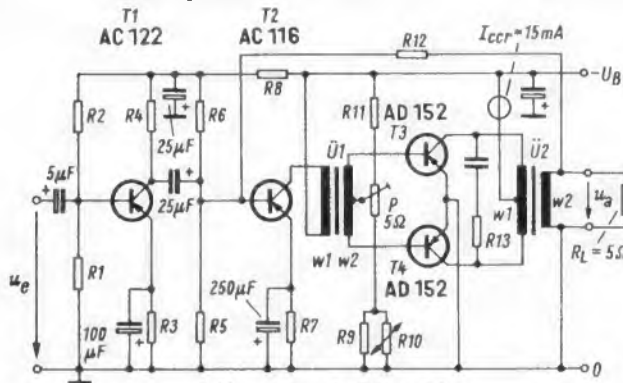 T1
AC 122
T2
AC 116
R12
I_CCr = 15mA
-U_B
R2
R4
25μF
R6
R8
R11
AD 152
T3
Ü1
Ü2
5μF
25μF
P
5Ω
w1
w2
u_a
u_e
w1 w2
R13
R_L = 5Ω
T4
AD 152
R1
250μF
100
μF
R3
R5
R7
R9
R10
0